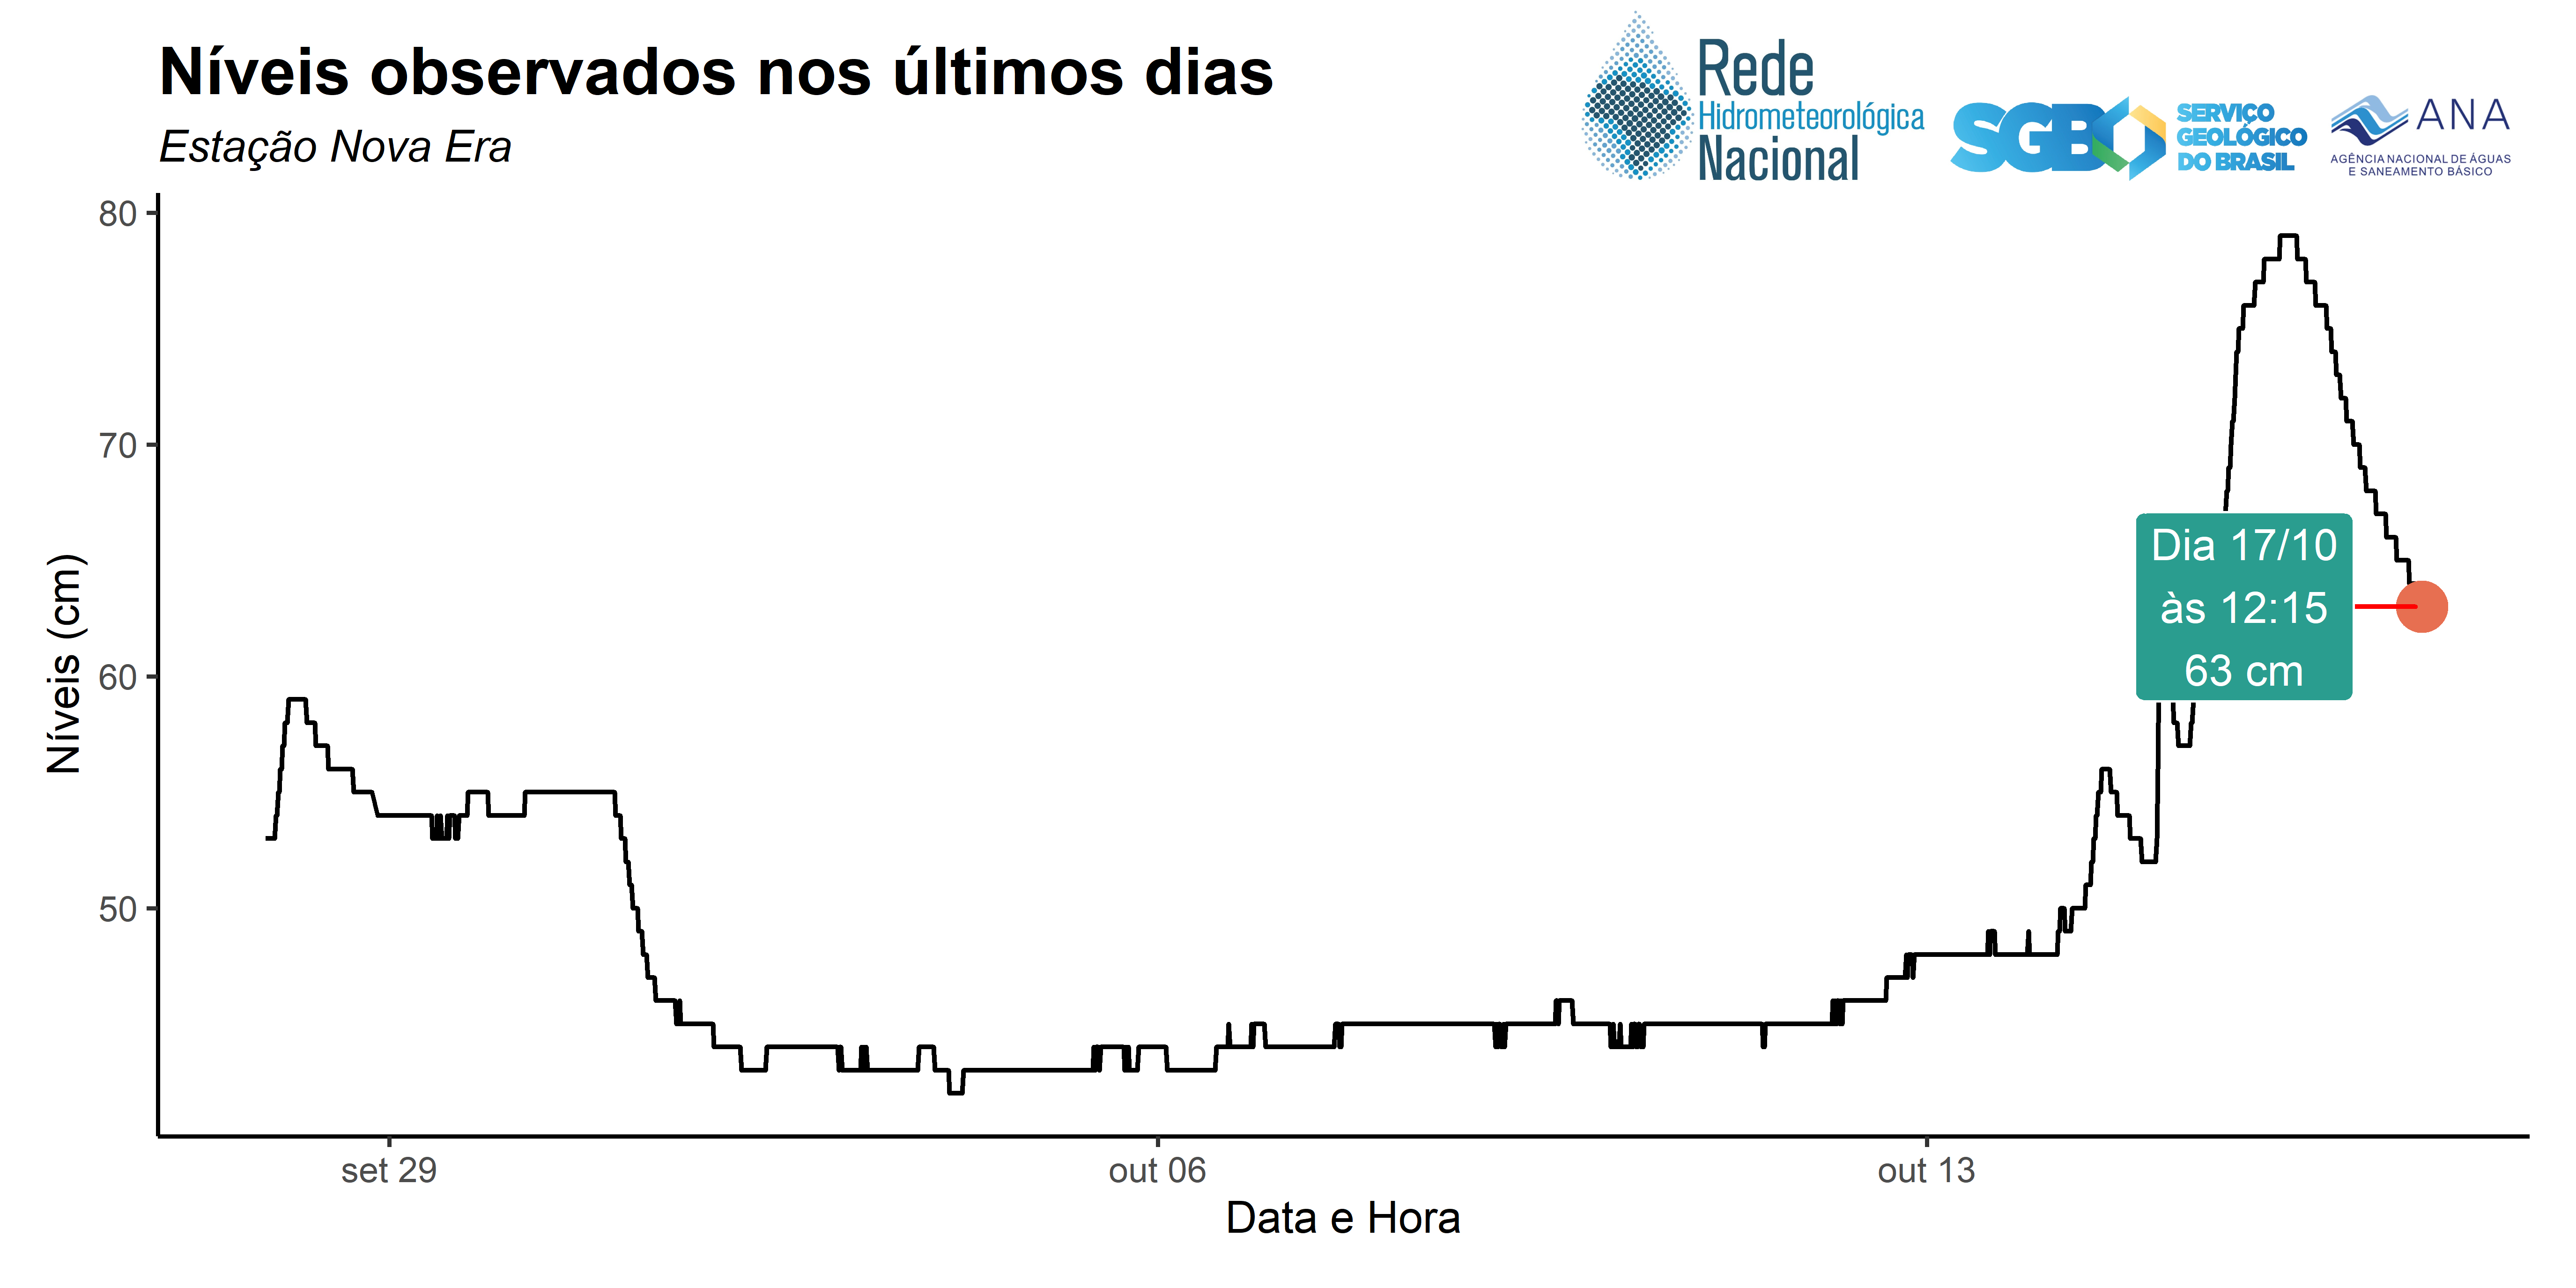 Níveis observados nos últimos dias
Estação Nova Era
Rede
Hidrometeorológica
Nacional
SGB
SERVIÇO
GEOLÓGICO
DO BRASIL
ANA
AGÊNCIA NACIONAL DE ÁGUAS
E SANEAMENTO BÁSICO
80
70
60
50
Níveis (cm)
Dia 17/10
às 12:15
63 cm
set 29
out 06
out 13
Data e Hora